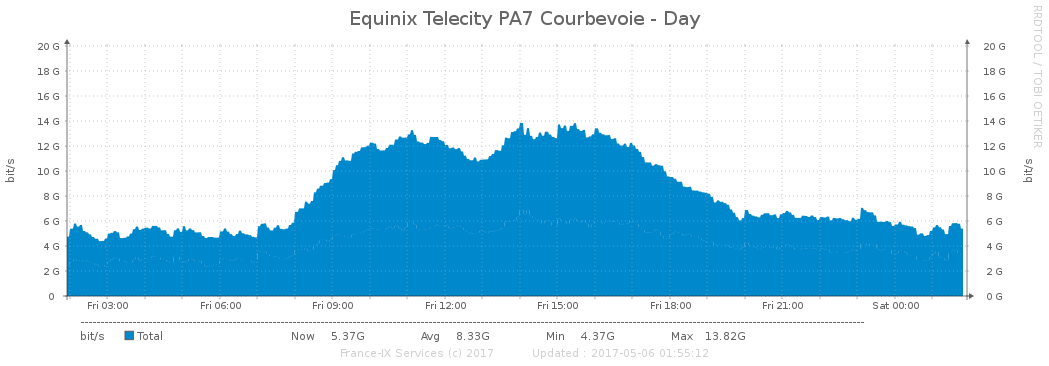 Equinix Telecity PA7 Courbevoie - Day
RRDTOOL / TOBI OETIKER
bit/s
20 G 20 G
18 G 18 G
16 G 16 G
14 G 14 G
12 G 12 G
10 G 10 G
8 G 8 G
6 G 6 G
4 G 4 G
2 G 2 G
0 0 G
bit/s
Fri 03:00 Fri 06:00 Fri 09:00 Fri 12:00 Fri 15:00 Fri 18:00 Fri 21:00 Sat 00:00
bit/s Total Now 5.37G Avg 8.33G Min 4.37G Max 13.82G
France-IX Services (c) 2017 Updated : 2017-05-06 01:55:12